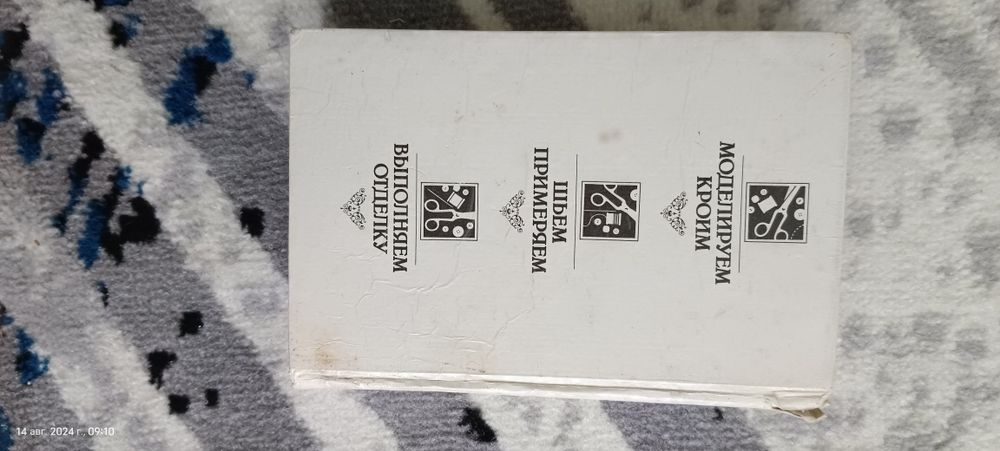 МОДЕЛИРУЕМ
КРОИМ
ШЬЕМ
ПРИМЕРЯЕМ
ВЫПОЛНЯЕМ
ОТДЕЛКУ
14 авг. 2024 г., 09:10